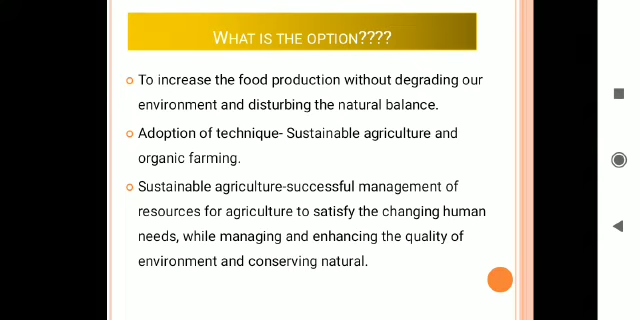 WHAT IS THE OPTION????
To increase the food production without degrading our
environment and disturbing the natural balance.
Adoption of technique- Sustainable agriculture and
organic farming.
Sustainable agriculture-successful management of
resources for agriculture to satisfy the changing human
needs, while managing and enhancing the quality of
environment and conserving natural.